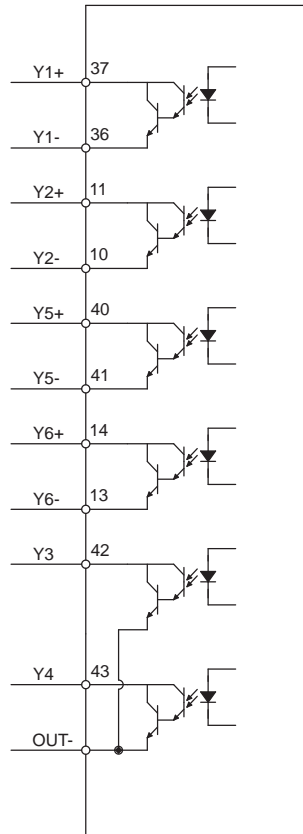 Y1+ 37
Y1- 36
Y2+ 11
Y2- 10
Y5+ 40
Y5- 41
Y6+ 14
Y6- 13
Y3 42
Y4 43
OUT-